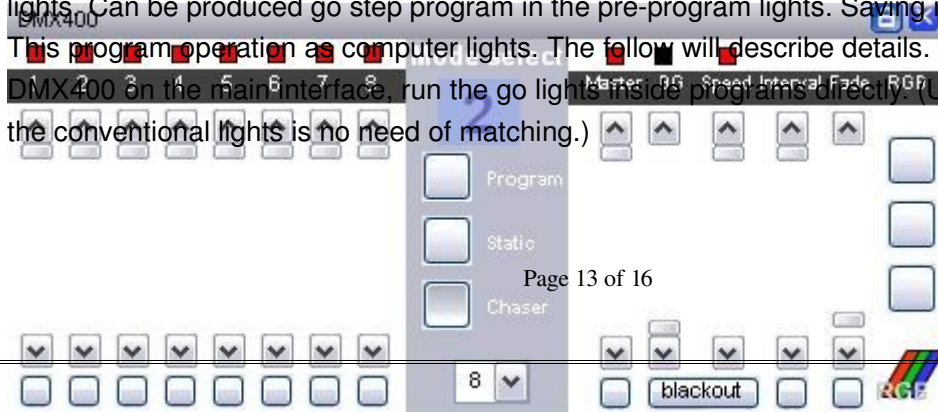 lights. Can be produced go step program in the pre-program lights. Saving
DMX400
This program operation as computer lights. The follow will describe details.
mode select
1 2 3 4 5 6 7 8
Master BG Speed Interval Fade RGB
DMX400 on the main interface, run the go lights inside programs directly. (U
2
the conventional lights is no need of matching.)
Program
Static
Page 13 of 16
Chaser
8
blackout
RGB